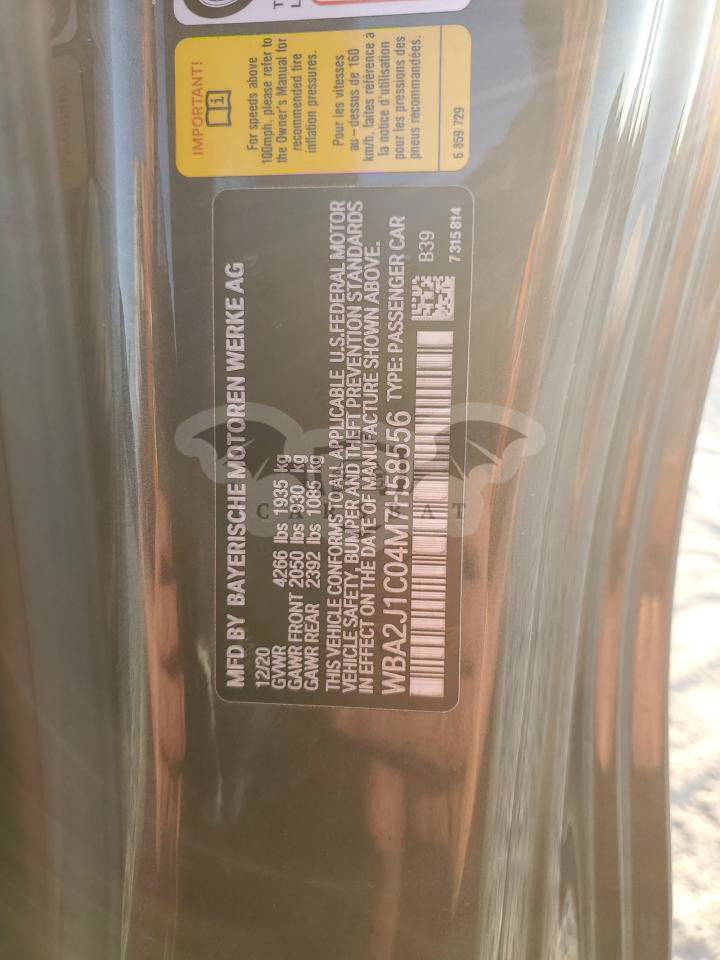 IMPORTANT!
For speeds above
100mph, please refer to
the Owner's Manual for
recommended tire
inflation pressures.
Pour les vitesses
au-dessus de 160
km/h, faites référence à
la notice d'utilisation
pour les pressions des
pneus recommandées.
6 859 729
MFD BY BAYERISCHE MOTOREN WERKE AG
12/20
GVWR 4266 lbs 1935 kg
GAWR FRONT 2050 lbs 930 kg
GAWR REAR 2392 lbs 1085 kg
THIS VEHICLE CONFORMS TO ALL APPLICABLE U.S.FEDERAL MOTOR
VEHICLE SAFETY, BUMPER AND THEFT PREVENTION STANDARDS
IN EFFECT ON THE DATE OF MANUFACTURE SHOWN ABOVE.
WBA2J1C04M7H58556 TYPE: PASSENGER CAR
B39
7 315 814